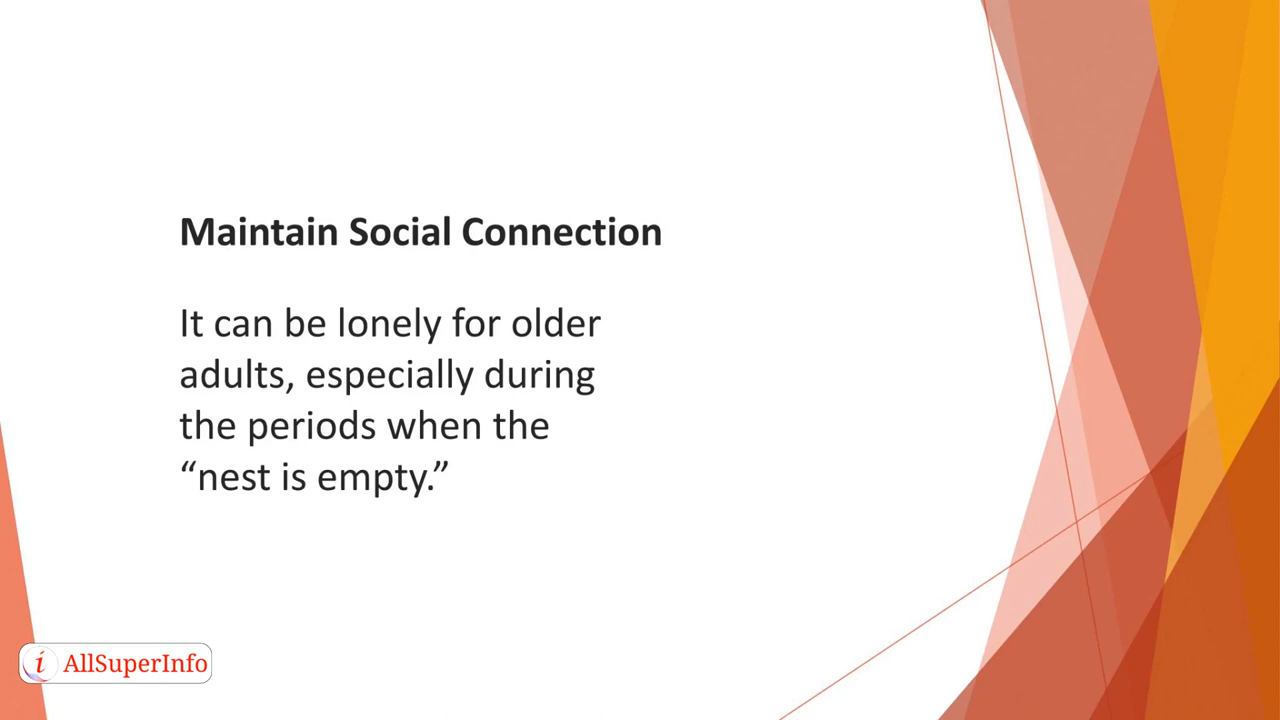 Maintain Social Connection
It can be lonely for older
adults, especially during
the periods when the
“nest is empty.”
i AllSuperInfo